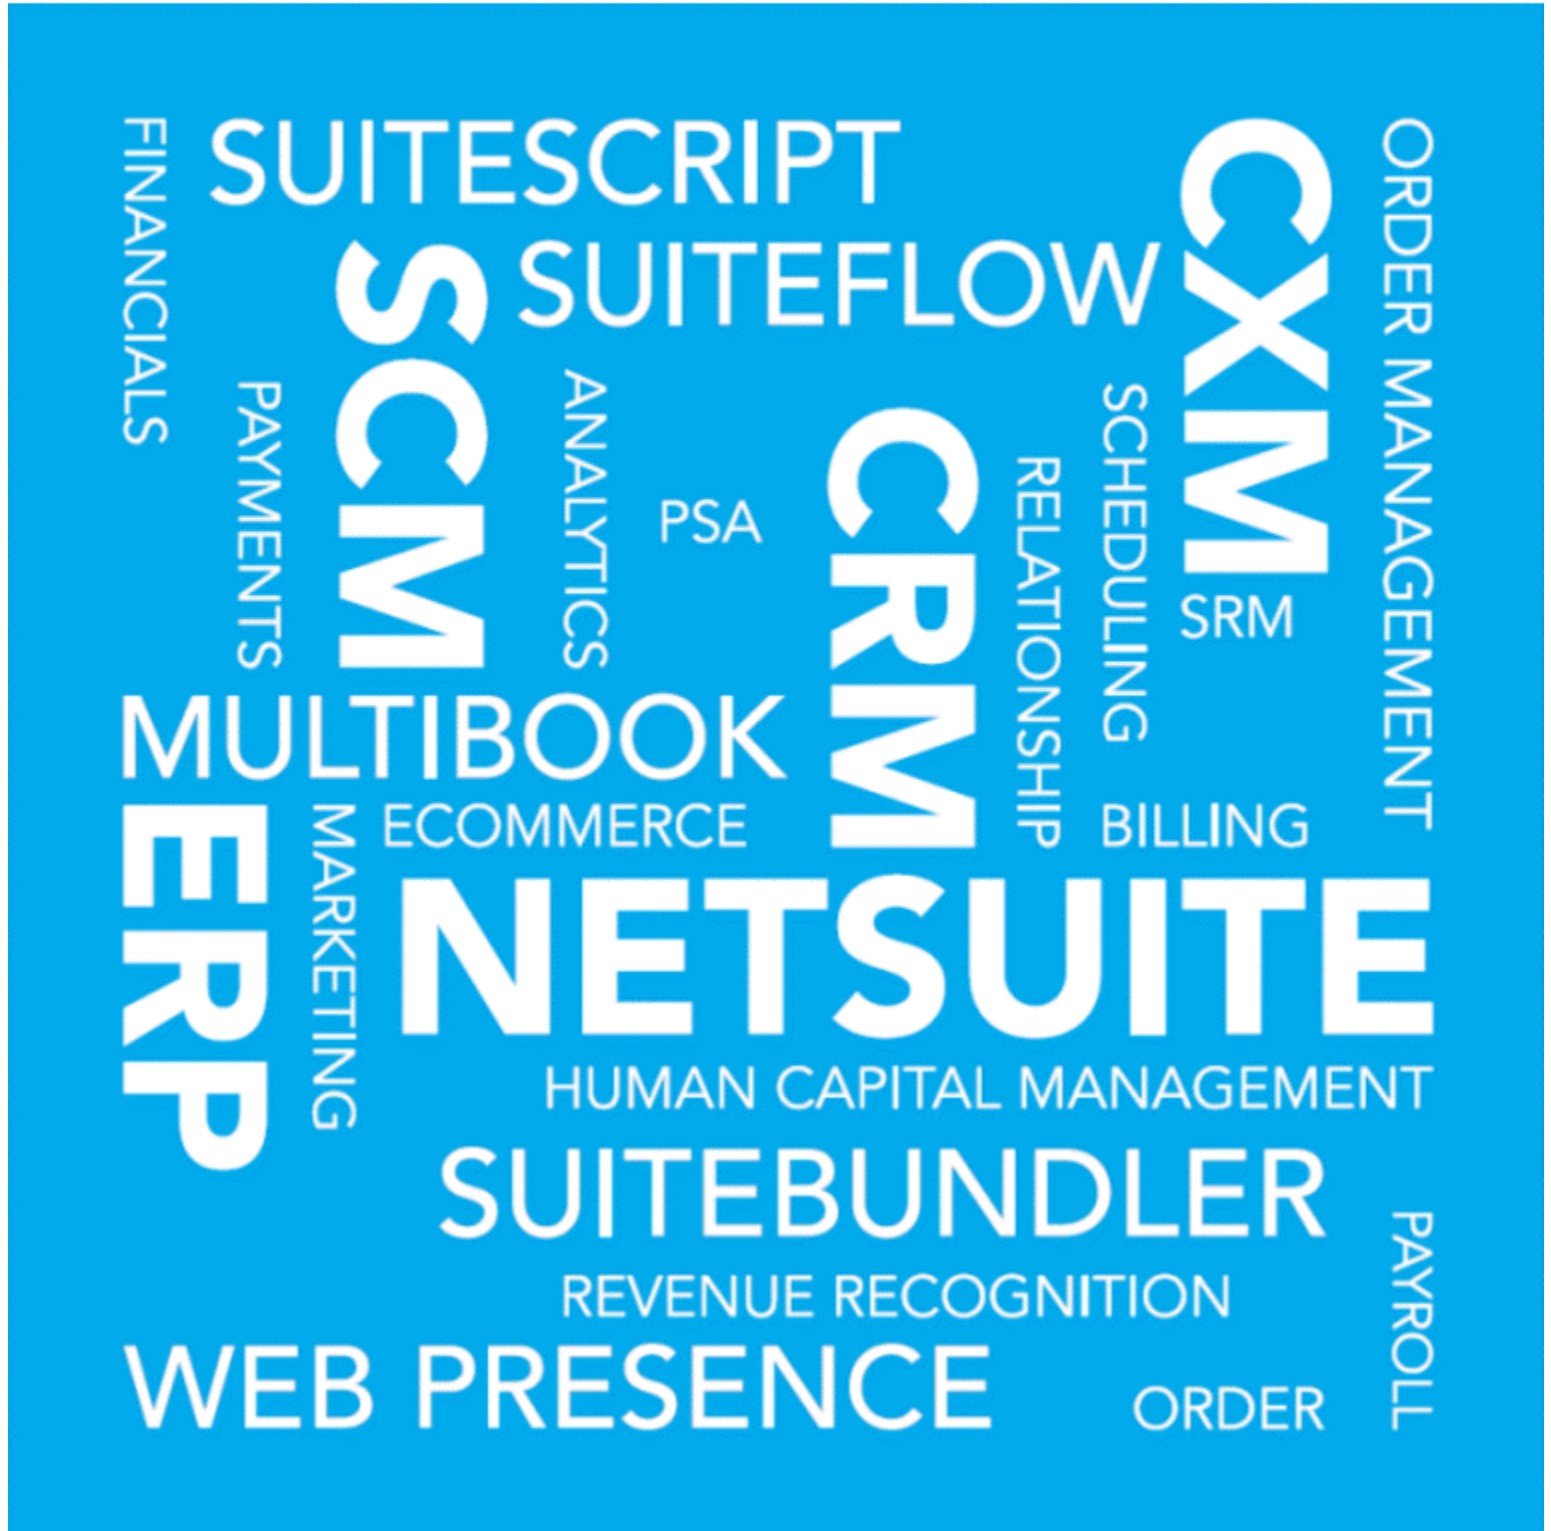 FINANCIALS
SUITESCRIPT
CXM
ORDER MANAGEMENT
SCM
SUITEFLOW
PAYMENTS
ANALYTICS
PSA
CRM
RELATIONSHIP
SCHEDULING
SRM
MULTIBOOK
ERP
MARKETING
ECOMMERCE
BILLING
NETSUITE
HUMAN CAPITAL MANAGEMENT
SUITEBUNDLER
PAYROLL
REVENUE RECOGNITION
WEB PRESENCE
ORDER